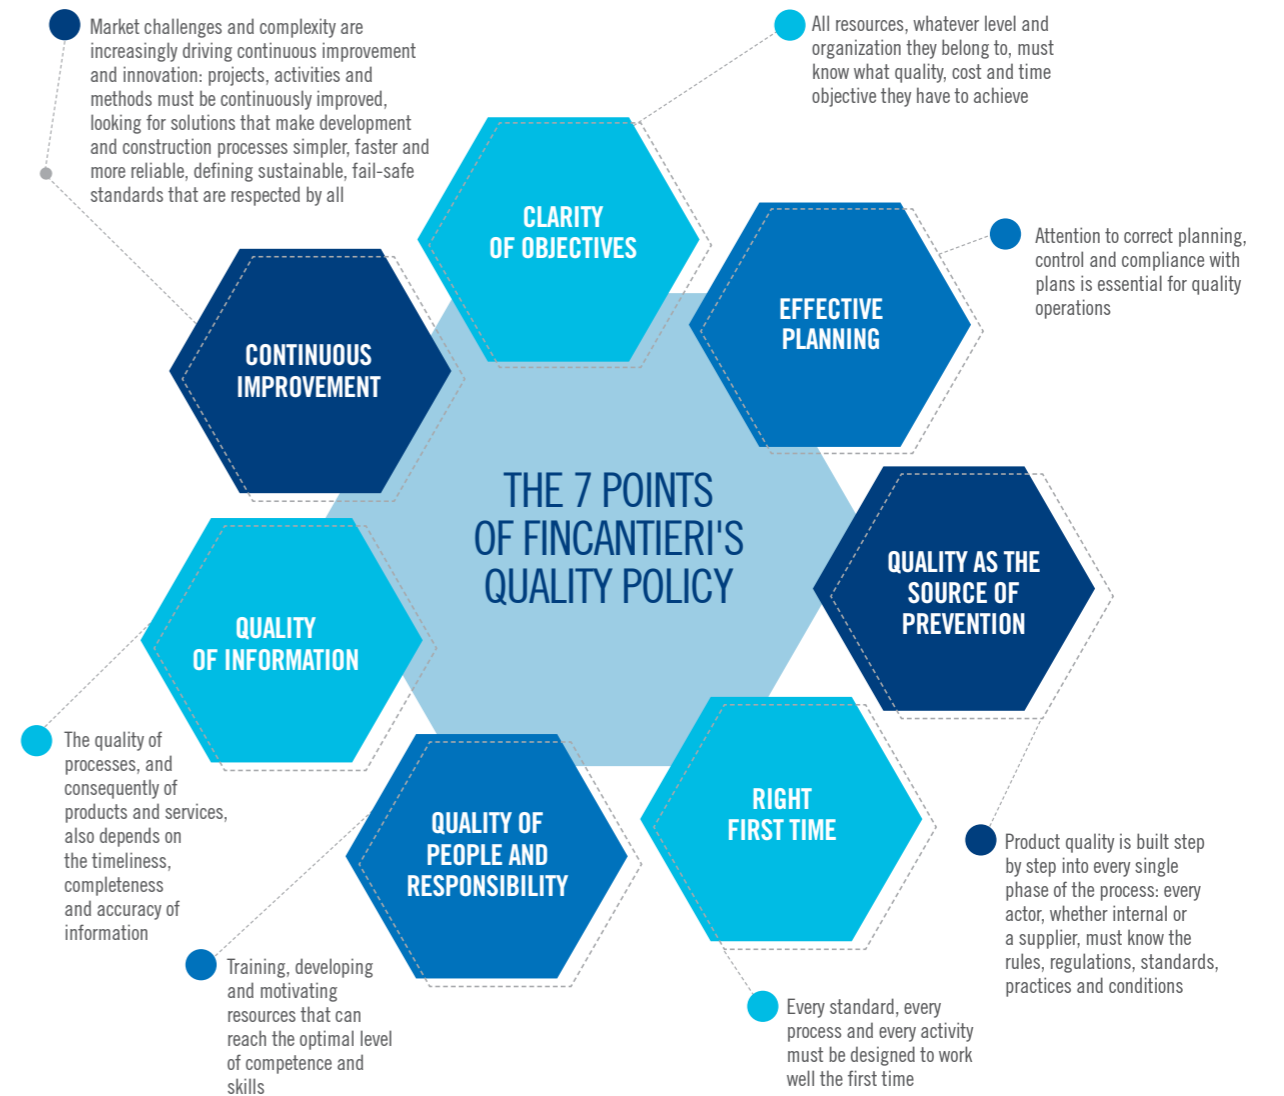 Market challenges and complexity are
increasingly driving continuous improvement
and innovation: projects, activities and
methods must be continuously improved,
looking for solutions that make development
and construction processes simpler, faster and
more reliable, defining sustainable, fail-safe
standards that are respected by all
All resources, whatever level and
organization they belong to, must
know what quality, cost and time
objective they have to achieve
CLARITY
OF OBJECTIVES
EFFECTIVE
PLANNING
Attention to correct planning,
control and compliance with
plans is essential for quality
operations
CONTINUOUS
IMPROVEMENT
THE 7 POINTS
OF FINCANTIERI'S
QUALITY POLICY
QUALITY AS THE
SOURCE OF
PREVENTION
QUALITY
OF INFORMATION
The quality of
processes, and
consequently of
products and services,
also depends on
the timeliness,
completeness
and accuracy of
information
QUALITY OF
PEOPLE AND
RESPONSIBILITY
RIGHT
FIRST TIME
Product quality is built step
by step into every single
phase of the process: every
actor, whether internal or
a supplier, must know the
rules, regulations, standards,
practices and conditions
Training, developing
and motivating
resources that can
reach the optimal level
of competence and
skills
Every standard, every
process and every activity
must be designed to work
well the first time